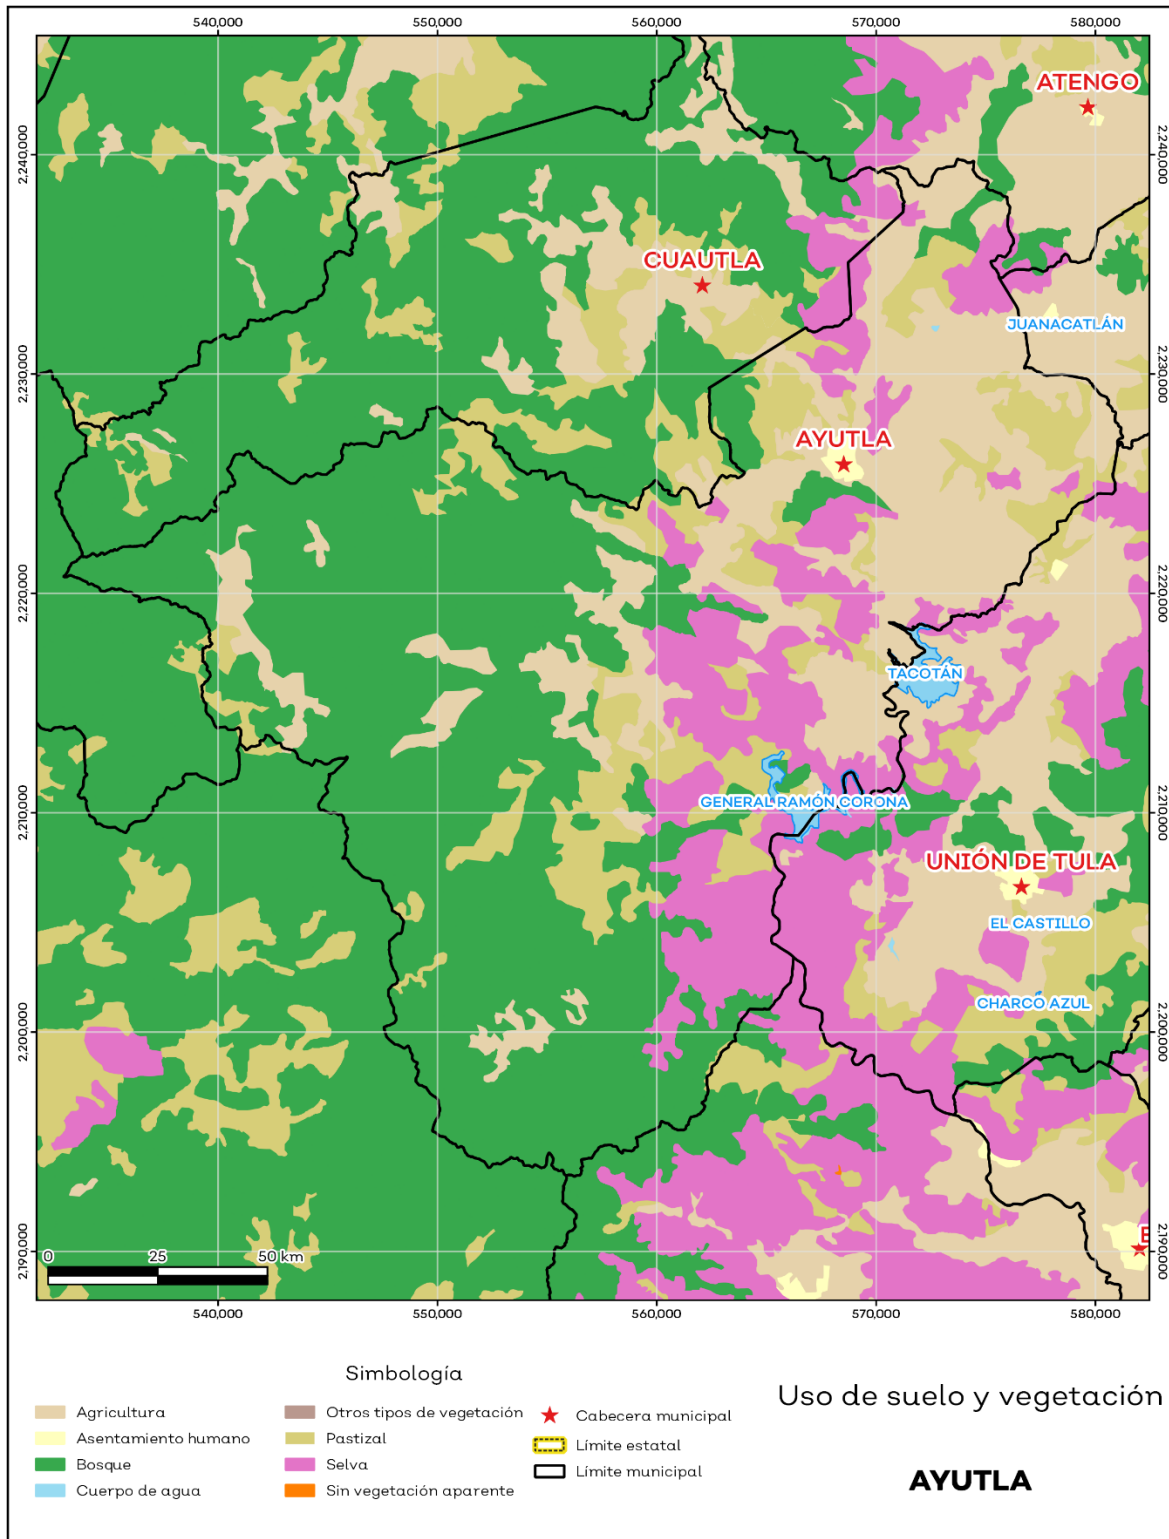 540,000 550,000 560,000 570,000 580,000
ATENGO
2,240,000 2,240,000
CUAUTLA
JUANACATLÁN
2,230,000 2,230,000
AYUTLA
2,220,000 2,220,000
TACOTÁN
GENERAL RAMÓN CORONA
2,210,000 2,210,000
UNIÓN DE TULA
EL CASTILLO
CHARCO AZUL
2,200,000 2,200,000
E
2,190,000 2,190,000
0 25 50 km
540,000 550,000 560,000 570,000 580,000
Simbología
Agricultura
Asentamiento humano
Bosque
Cuerpo de agua
Otros tipos de vegetación
Pastizal
Selva
Sin vegetación aparente
Cabecera municipal
Límite estatal
Límite municipal
Uso de suelo y vegetación
AYUTLA